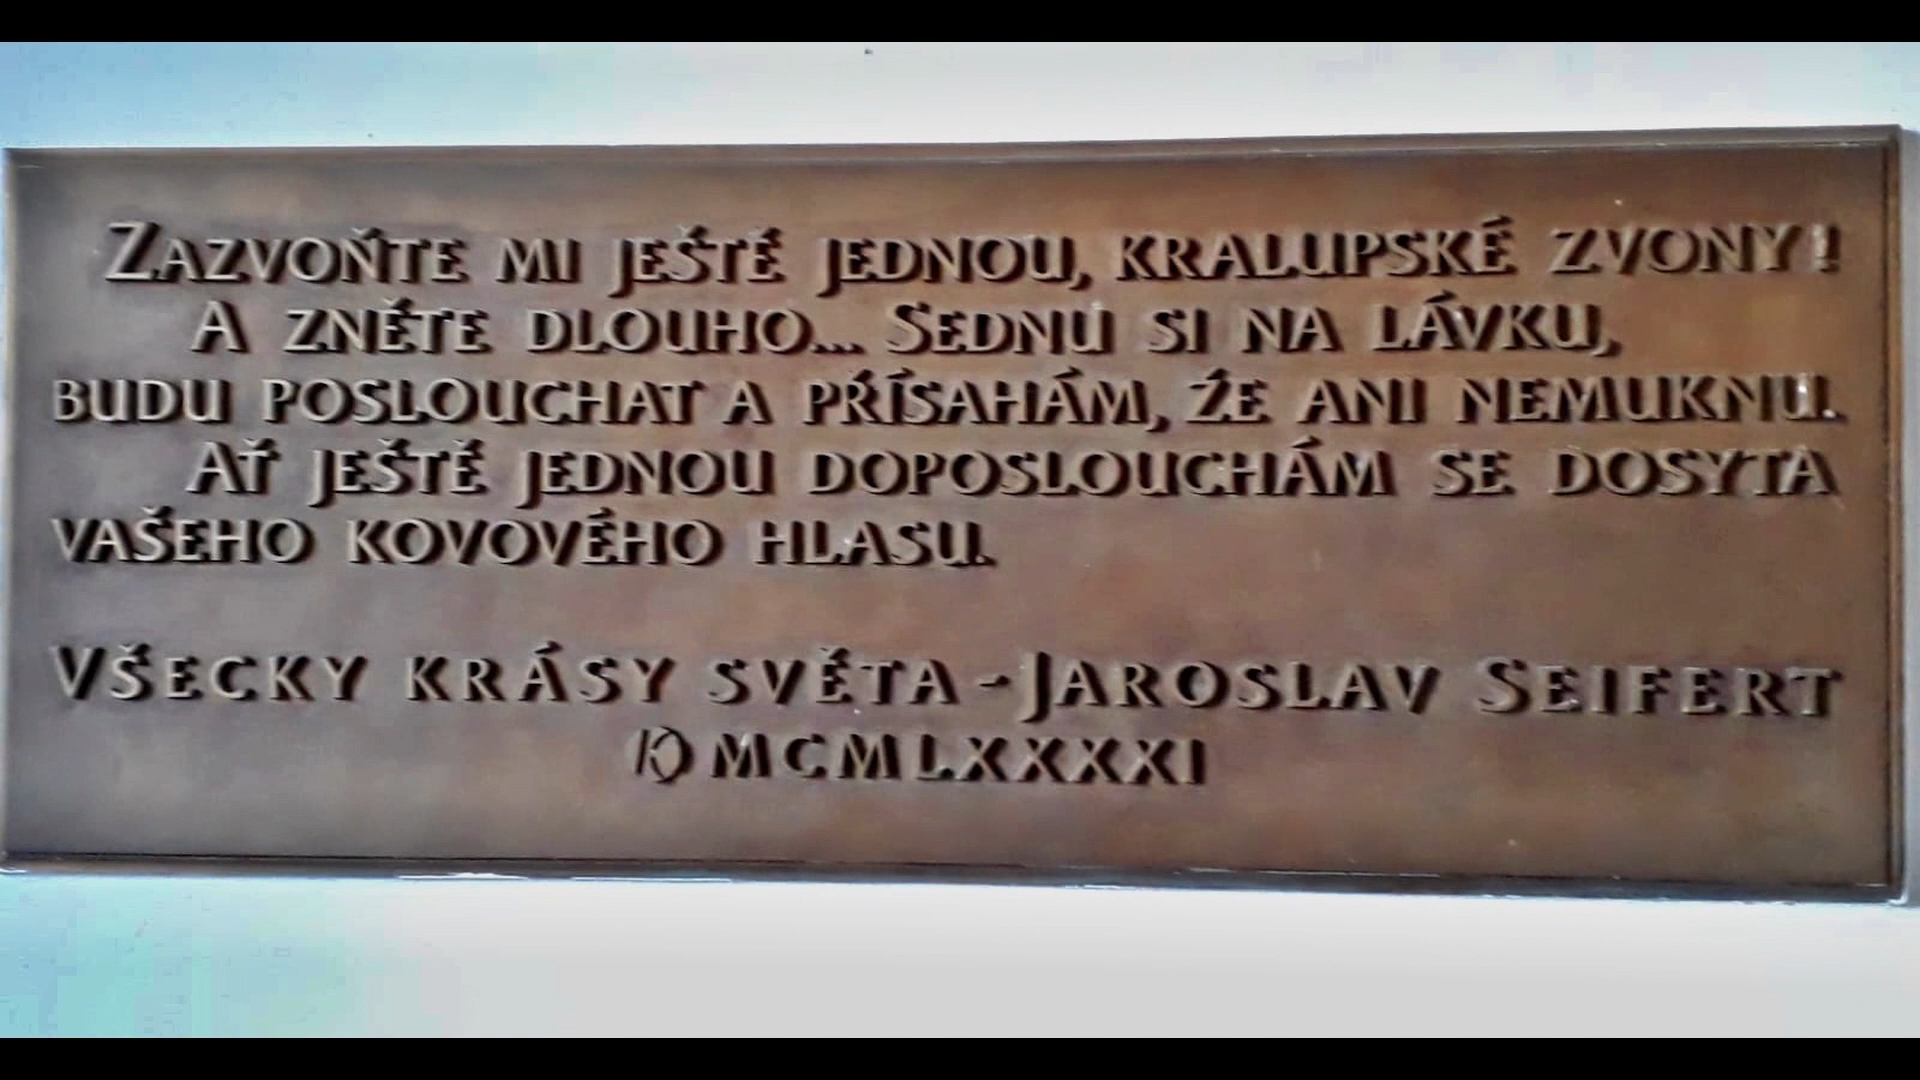 ZAZVOŇTE MI JEŠTĚ JEDNOU, KRALUPSKÉ ZVONY!
A ZNĚTE DLOUHO... SEDNU SI NA LÁVKU,
BUDU POSLOUCHAT A PŘÍSAHÁM, ŽE ANI NEMUKNU.
AŤ JEŠTĚ JEDNOU DOPOSLOUCHÁM SE DOSYTA
VAŠEHO KOVOVÉHO HLASU.
VŠECKY KRÁSY SVĚTA - JAROSLAV SEIFERT
MCMLXXXXI